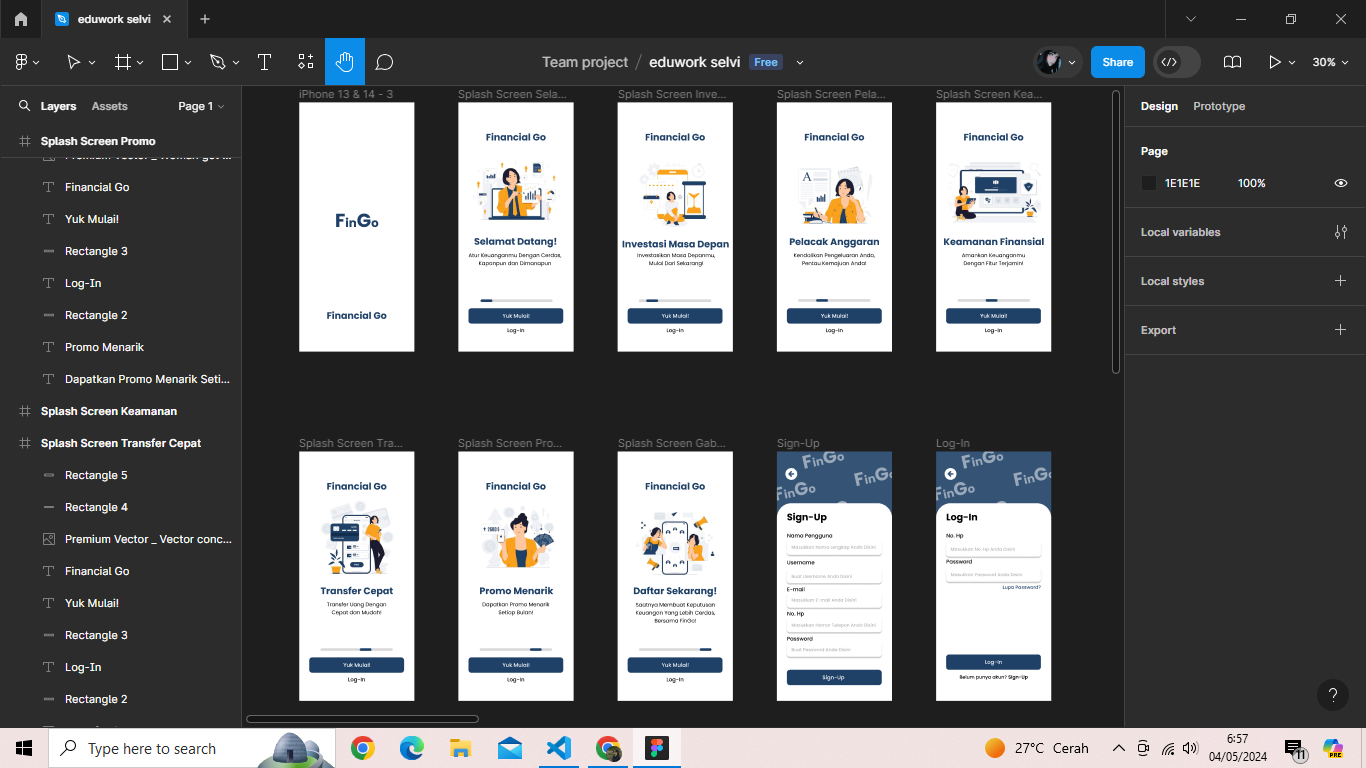 eduwork selvi
Team project / eduwork selvi Free
Share
30%
Layers
Assets
Page 1
Splash Screen Promo
Financial Go
Yuk Mulai!
Rectangle 3
Log-In
Rectangle 2
Promo Menarik
Dapatkan Promo Menarik Seti...
Splash Screen Keamanan
Splash Screen Transfer Cepat
Rectangle 5
Rectangle 4
Premium Vector _ Vector conc...
Financial Go
Yuk Mulai!
Rectangle 3
Log-In
Rectangle 2
iPhone 13 & 14 - 3
FinGo
Financial Go
Splash Screen Sela...
Financial Go
Selamat Datang!
Atur Keuanganmu Dengan Cerdas,
Kapanpun dan Dimanapun
Yuk Mulai!
Log-In
Splash Screen Inve...
Financial Go
Investasi Masa Depan
Investasikan Masa Depanmu,
Mulai Dari Sekarang!
Yuk Mulai!
Log-In
Splash Screen Pela...
Financial Go
Pelacak Anggaran
Kendalikan Pengeluaran Anda,
Pantau Kemajuan Anda!
Yuk Mulai!
Log-In
Splash Screen Kea...
Financial Go
Keamanan Finansial
Amankan Keuanganmu
Dengan Fitur Terjamin!
Yuk Mulai!
Log-In
Splash Screen Tra...
Financial Go
Transfer Cepat
Transfer Uang Dengan
Cepat dan Mudah!
Yuk Mulai!
Log-In
Splash Screen Pro...
Financial Go
Promo Menarik
Dapatkan Promo Menarik
Setiap Bulan!
Yuk Mulai!
Log-In
Splash Screen Gab...
Financial Go
Daftar Sekarang!
Saatnya Membuat Keputusan
Keuangan Yang Lebih Cerdas,
Bersama FinGo!
Yuk Mulai!
Log-In
Sign-Up
FinGo
FinGo
FinGo
Sign-Up
Nama Pengguna
Masukkan Nama Lengkap Anda Disini
Username
Buat Username Anda Disini
E-mail
Masukkan E-mail Anda Disini
No. Hp
Masukkan Nomor Telepon Anda Disini
Password
Buat Password Anda Disini
Sign-Up
Log-In
FinGo
FinGo
FinGo
Log-In
No. Hp
Masukkan No. Hp Anda Disini
Password
Masukkan Password Anda Disini
Lupa Password?
Log-In
Belum punya akun? Sign-Up
Design
Prototype
Page
1E1E1E
100%
Local variables
Local styles
Export
?
Type here to search
27°C Cerah
6:57
04/05/2024
11
PRE